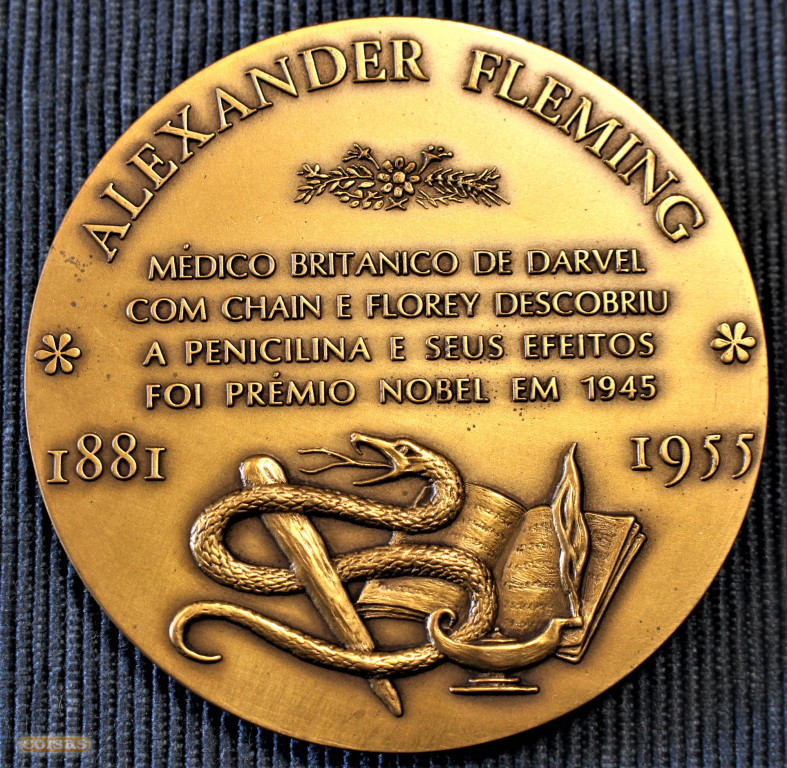 ALEXANDER FLEMING
MÉDICO BRITANICO DE DARVEL
COM CHAIN E FLOREY DESCOBRIU
A PENICILINA E SEUS EFEITOS
FOI PRÉMIO NOBEL EM 1945
1881
1955
coisas